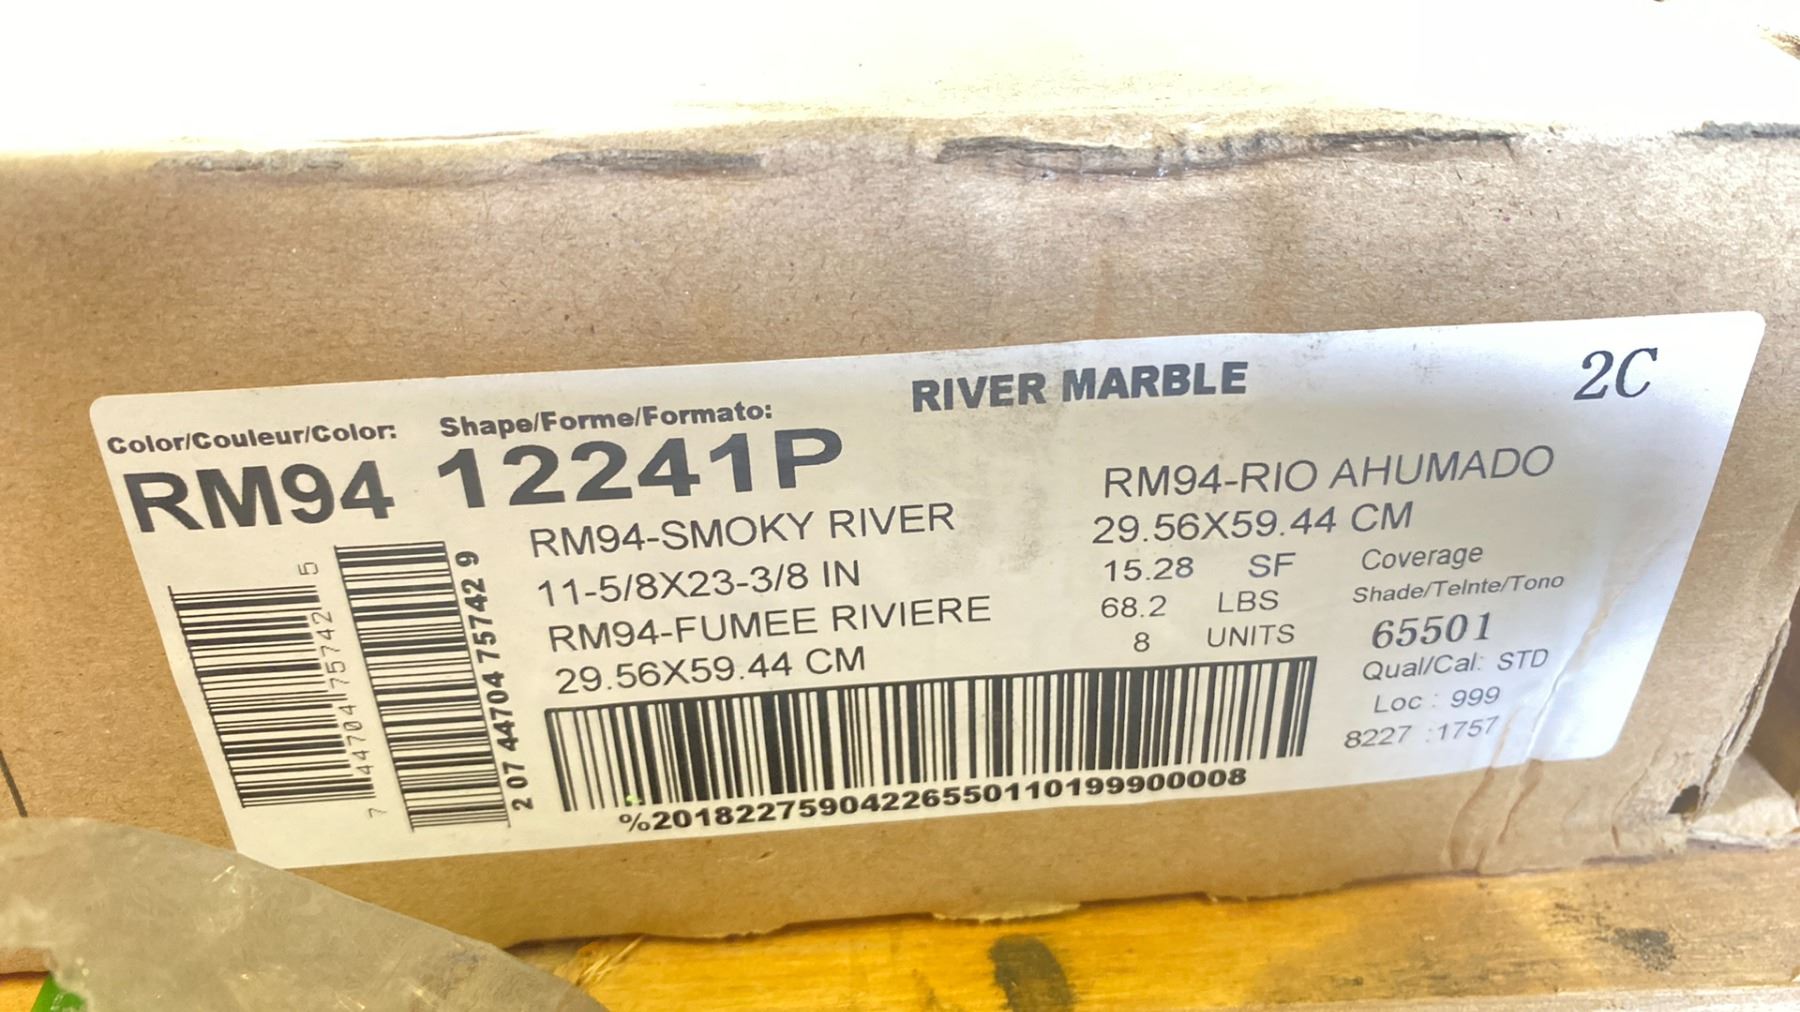 RIVER MARBLE
2C
Color/Couleur/Color: Shape/Forme/Formato:
RM94 12241P
RM94-SMOKY RIVER
11-5/8X23-3/8 IN
RM94-FUMEE RIVIERE
29.56X59.44 CM
RM94-RIO AHUMADO
29.56X59.44 CM
15.28 SF Coverage
68.2 LBS
8 UNITS
Shade/TeInte/Tono
65501
Qual/Cal: STD
Loc : 999
8227 :1757
7 44704 75742 5
2 07 44704 75742 9
%20182275904226550110199900008